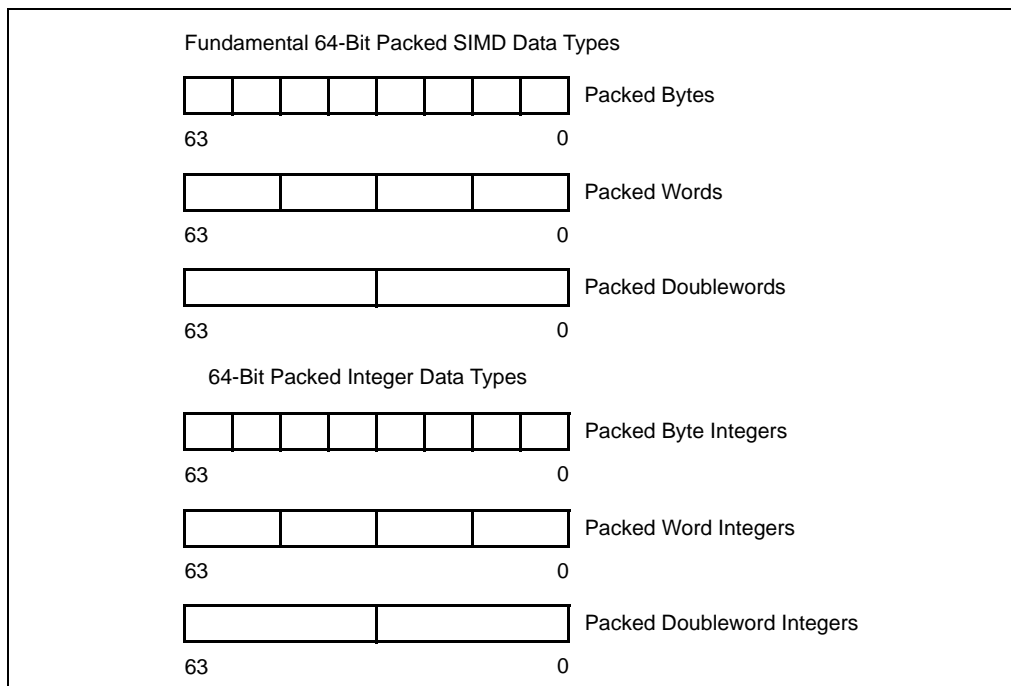 Fundamental 64-Bit Packed SIMD Data Types
Packed Bytes
63 0
Packed Words
63 0
Packed Doublewords
63 0
64-Bit Packed Integer Data Types
Packed Byte Integers
63 0
Packed Word Integers
63 0
Packed Doubleword Integers
63 0